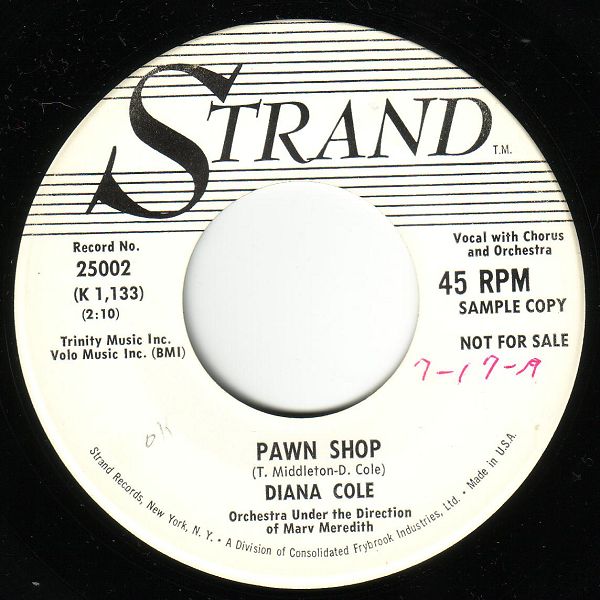 STRAND T.M.
Record No.
25002
(K 1,133)
(2:10)
Trinity Music Inc.
Volo Music Inc. (BMI)
Vocal with Chorus
and Orchestra
45 RPM
SAMPLE COPY
NOT FOR SALE
7-17-A
ok
PAWN SHOP
(T. Middleton-D. Cole)
DIANA COLE
Orchestra Under the Direction
of Marv Meredith
Strand Records, New York, N. Y. • A Division of Consolidated Frybrook Industries, Ltd. • Made in U.S.A.